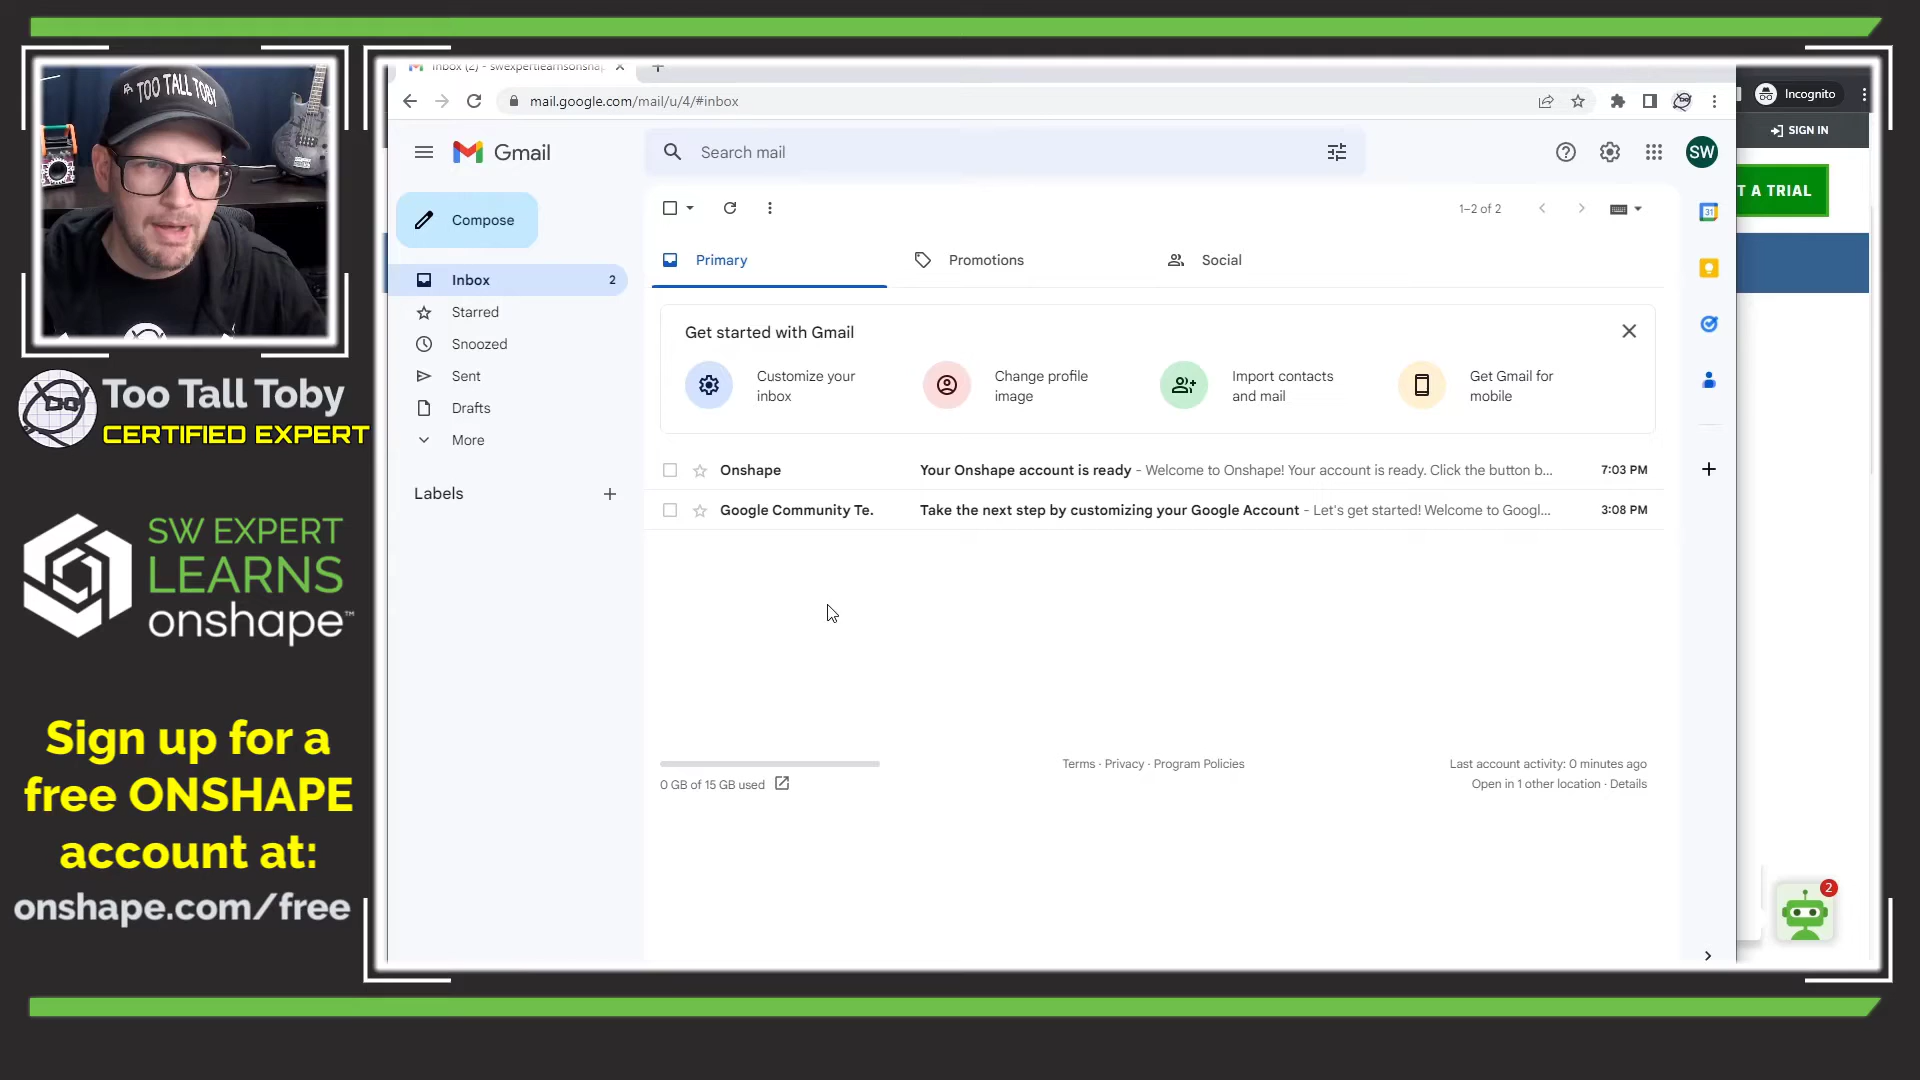 TOO TALL TOBY
Too Tall Toby
CERTIFIED EXPERT
SW EXPERT
LEARNS
onshape™
Sign up for a
free ONSHAPE
account at:
onshape.com/free
Inbox (2) - swexpertlearnsonshap
mail.google.com/mail/u/4/#inbox
Incognito
SIGN IN
T A TRIAL
Gmail
Search mail
SW
Compose
Inbox 2
Starred
Snoozed
Sent
Drafts
More
Labels
1–2 of 2
31
Primary
Promotions
Social
Get started with Gmail
Customize your
inbox
Change profile
image
Import contacts
and mail
Get Gmail for
mobile
Onshape Your Onshape account is ready - Welcome to Onshape! Your account is ready. Click the button b... 7:03 PM
Google Community Te. Take the next step by customizing your Google Account - Let's get started! Welcome to Googl... 3:08 PM
0 GB of 15 GB used
Terms · Privacy · Program Policies
Last account activity: 0 minutes ago
Open in 1 other location · Details
2